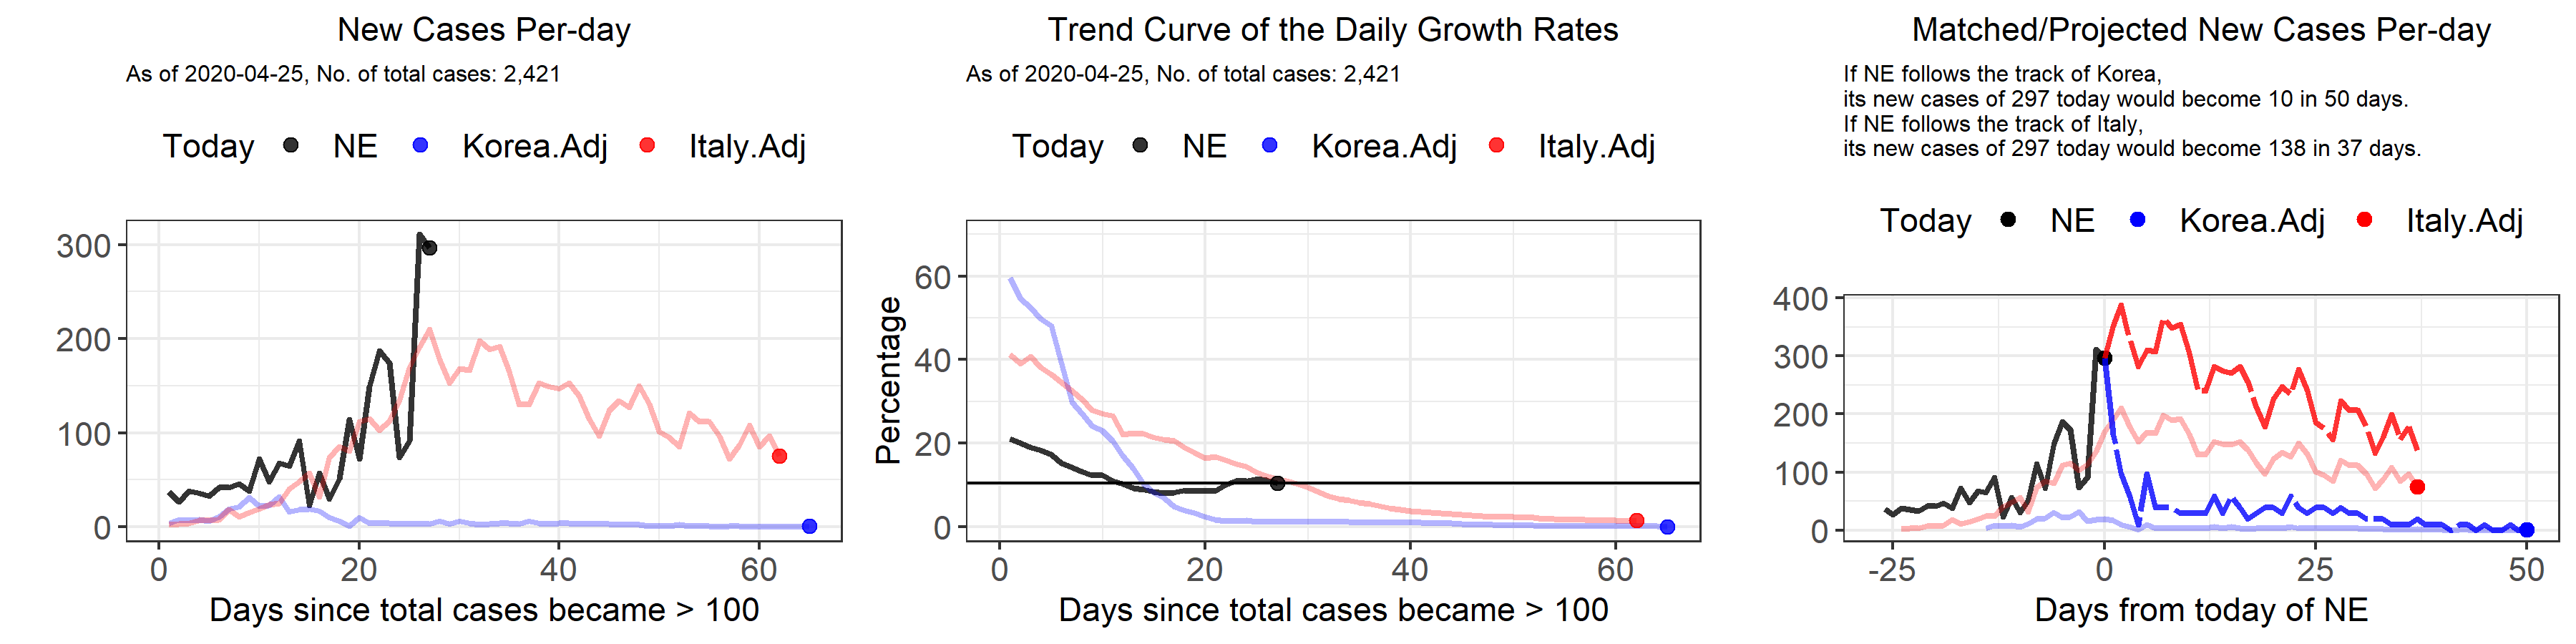 New Cases Per-day
As of 2020-04-25, No. of total cases: 2,421
Today NE Korea.Adj Italy.Adj
300
200
100
0
0 20 40 60
Days since total cases became > 100
Trend Curve of the Daily Growth Rates
As of 2020-04-25, No. of total cases: 2,421
Today NE Korea.Adj Italy.Adj
Percentage
60
40
20
0
0 20 40 60
Days since total cases became > 100
Matched/Projected New Cases Per-day
If NE follows the track of Korea,
its new cases of 297 today would become 10 in 50 days.
If NE follows the track of Italy,
its new cases of 297 today would become 138 in 37 days.
Today NE Korea.Adj Italy.Adj
400
300
200
100
0
-25 0 25 50
Days from today of NE